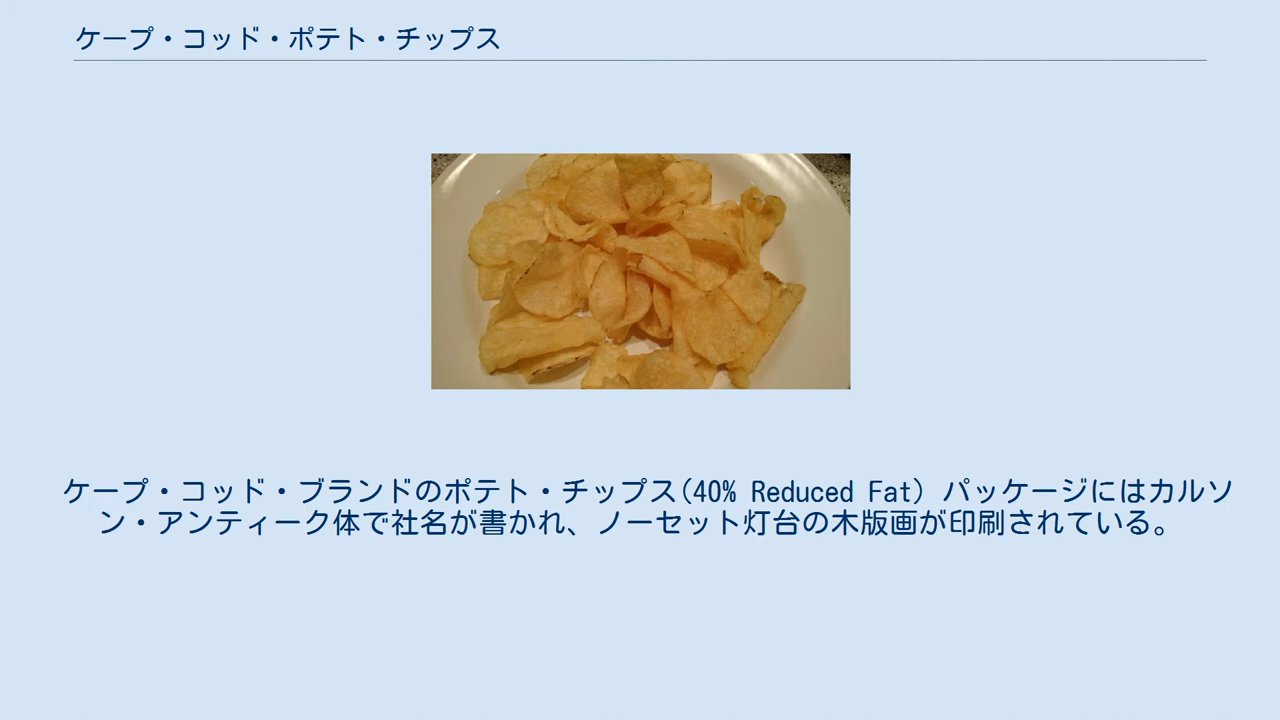 ケープ・コッド・ポテト・チップス
ケープ・コッド・ブランドのポテト・チップス(40% Reduced Fat) パッケージにはカルソ
ン・アンティーク体で社名が書かれ、ノーセット灯台の木版画が印刷されている。